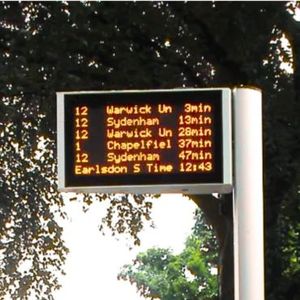 12 Warwick Un 3min
12 Sydenham 13min
12 Warwick Un 28min
1 Chapelfiel 37min
12 Sydenham 47min
Earlsdon S Time 12:43